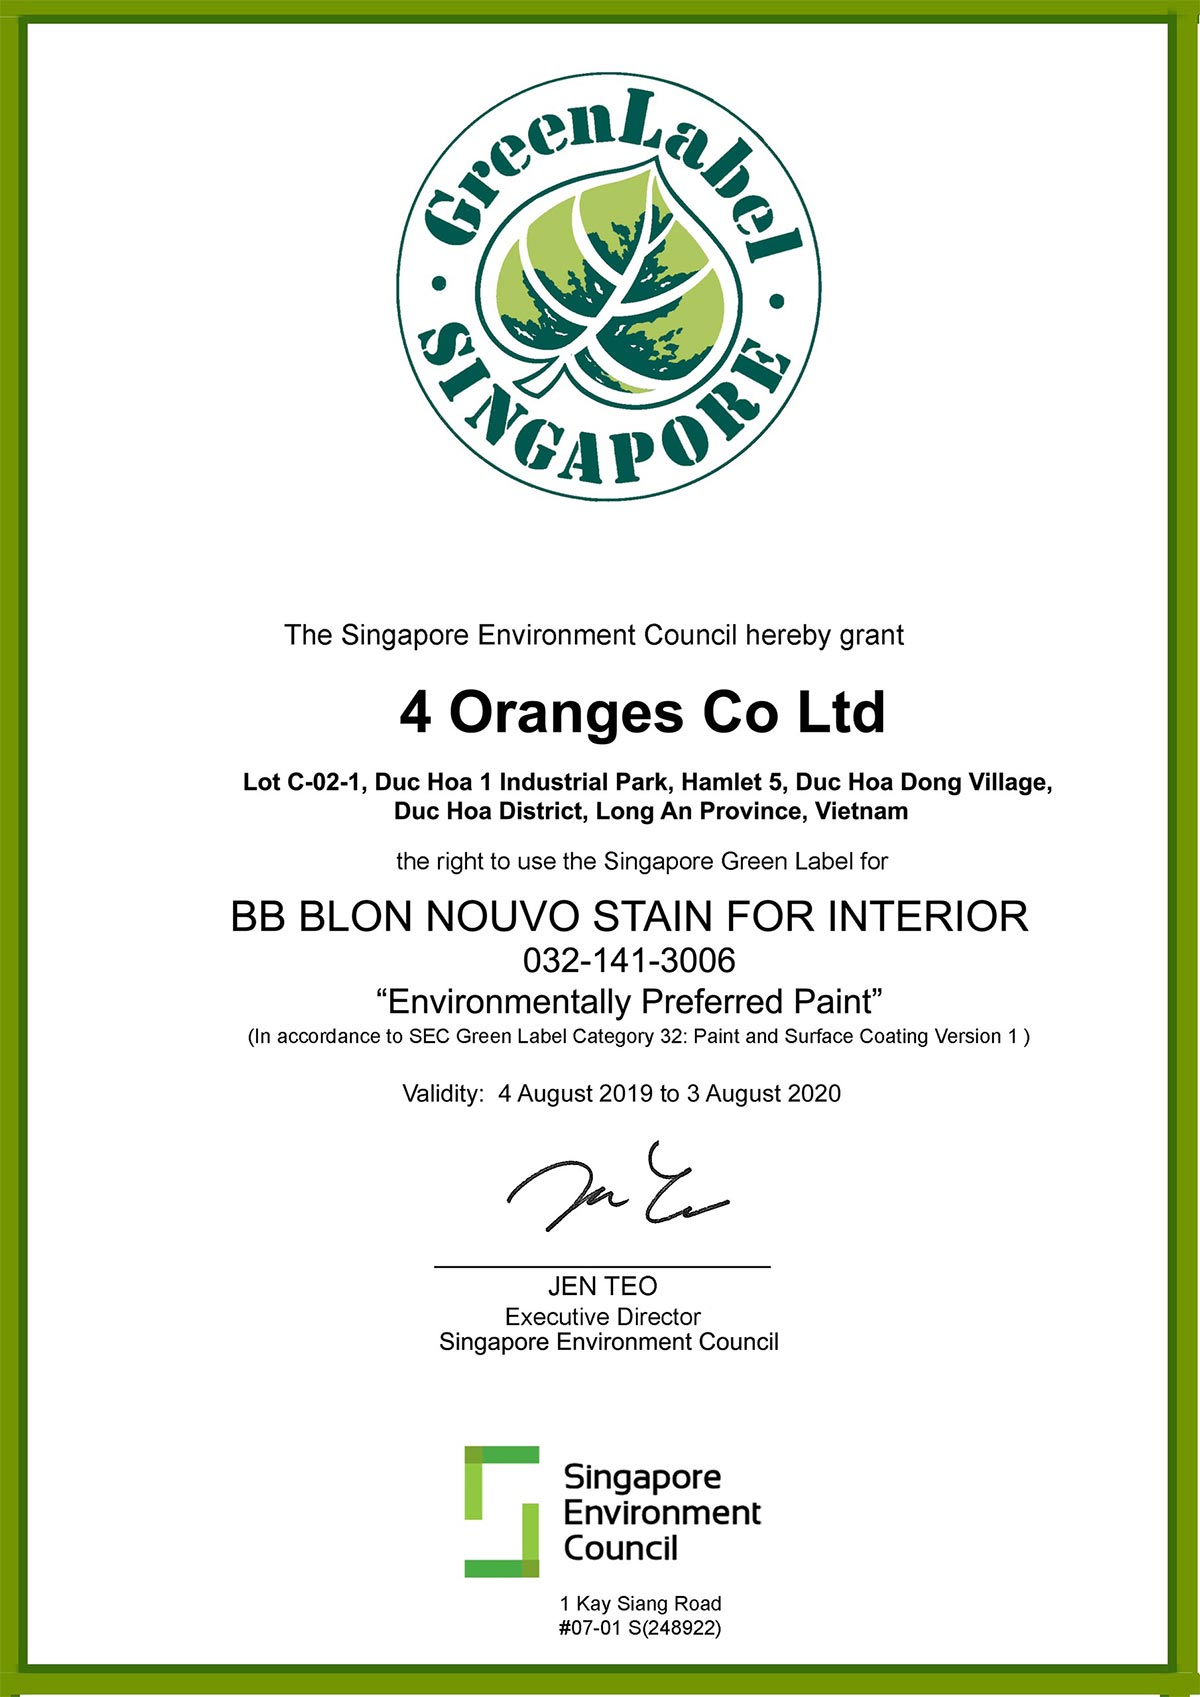 GreenLabel
SINGAPORE
The Singapore Environment Council hereby grant
4 Oranges Co Ltd
Lot C-02-1, Duc Hoa 1 Industrial Park, Hamlet 5, Duc Hoa Dong Village,
Duc Hoa District, Long An Province, Vietnam
the right to use the Singapore Green Label for
BB BLON NOUVO STAIN FOR INTERIOR
032-141-3006
“Environmentally Preferred Paint”
(In accordance to SEC Green Label Category 32: Paint and Surface Coating Version 1 )
Validity:  4 August 2019 to 3 August 2020
JEN TEO
Executive Director
Singapore Environment Council
Singapore
Environment
Council
1 Kay Siang Road
#07-01 S(248922)